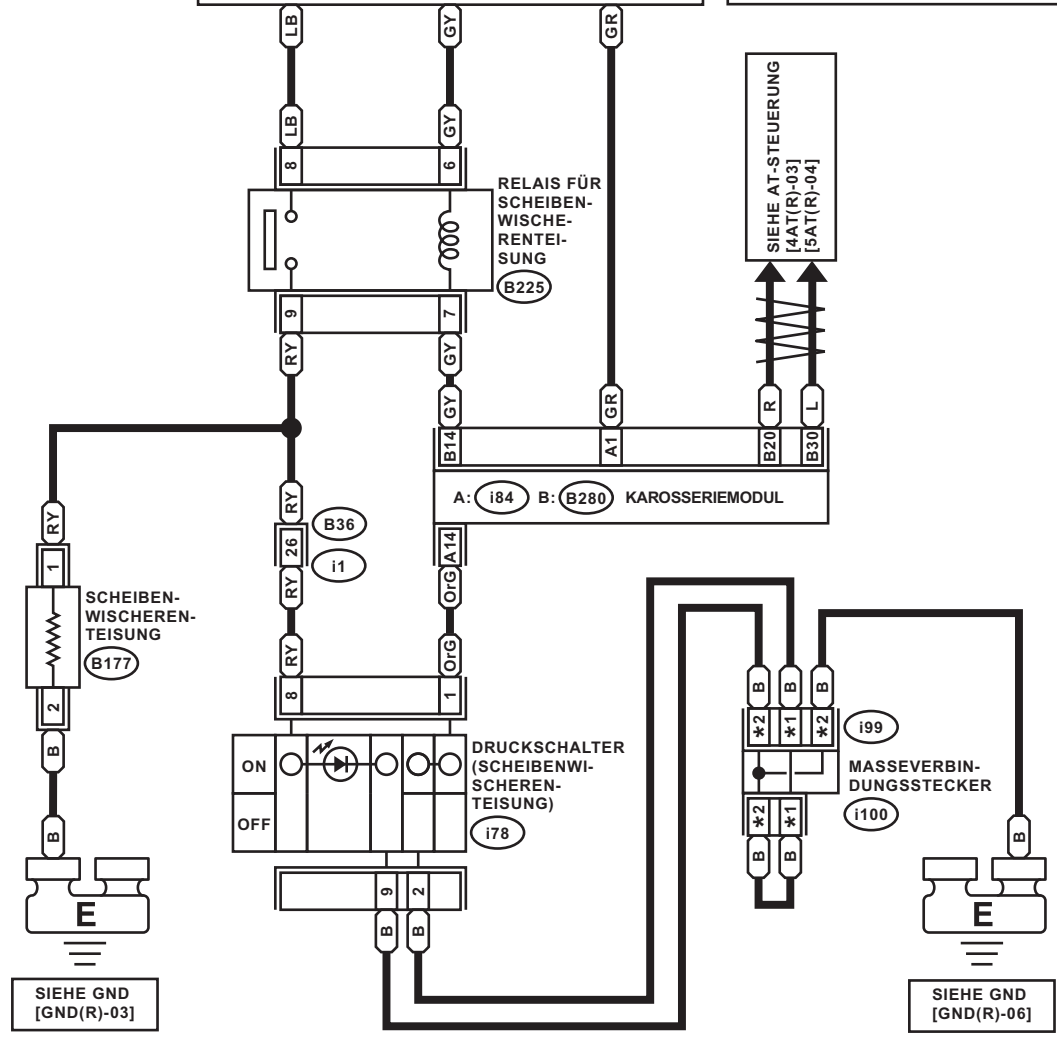 LB
GY
GR
LB
GY
8
6
RELAIS FÜR
SCHEIBEN-
WISCHE-
RENTEI-
SUNG
B225
SIEHE AT-STEUERUNG
[4AT(R)-03]
[5AT(R)-04]
9
7
RY
GY
GY
GR
R
L
B14
A1
B20
B30
A: i84 B: B280 KAROSSERIEMODUL
RY
B36
26
i1
RY
A14
OrG
RY
1
SCHEIBEN-
WISCHEREN-
TEISUNG
B177
2
B
B
E
SIEHE GND
[GND(R)-03]
RY
OrG
8
1
ON
OFF
DRUCKSCHALTER
(SCHEIBENWI-
SCHEREN-
TEISUNG)
i78
9
2
B
B
B
B
B
*2
*1
*2
i99
MASSEVERBIN-
DUNGSSTECKER
i100
*2
*1
B
B
B
E
SIEHE GND
[GND(R)-06]